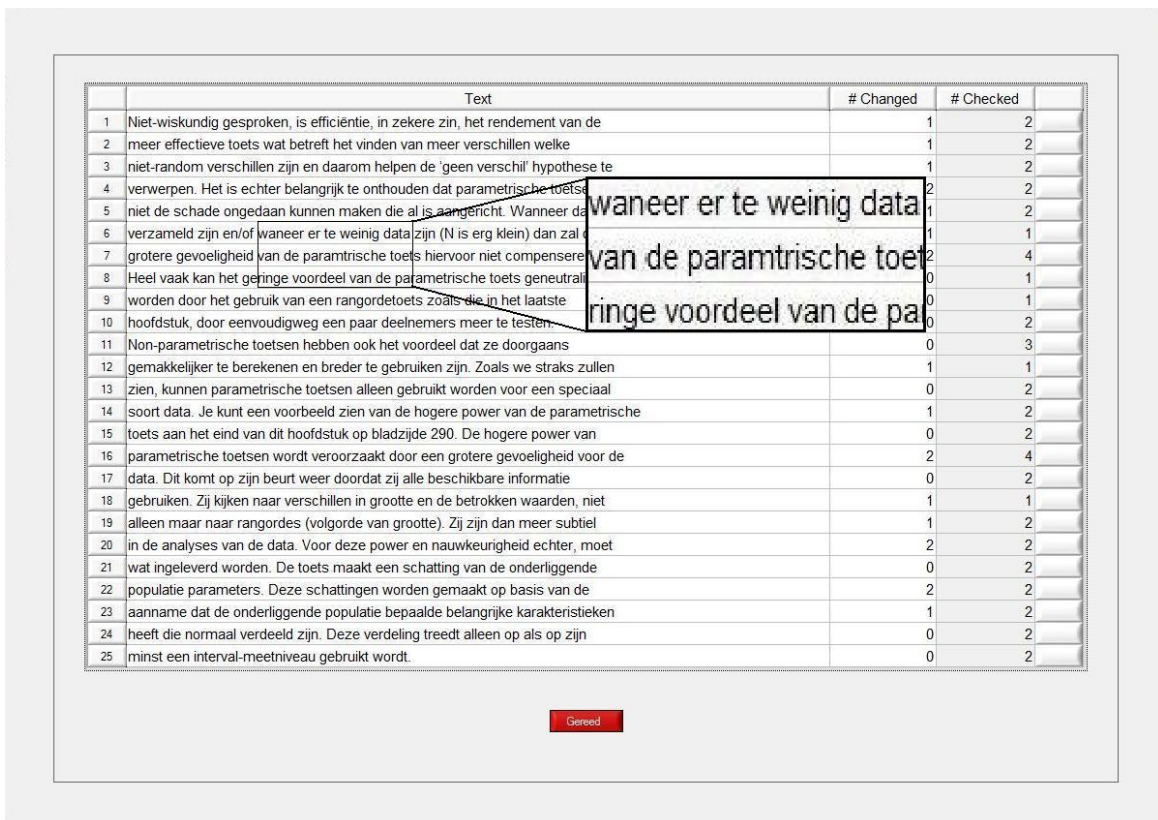 Text # Changed # Checked
1 Niet-wiskundig gesproken, is efficiëntie, in zekere zin, het rendement van de 1 2
2 meer effectieve toets wat betreft het vinden van meer verschillen welke 1 2
3 niet-random verschillen zijn en daarom helpen de 'geen verschil' hypothese te 1 2
4 verwerpen. Het is echter belangrijk te onthouden dat parametrische toetse 2 2
5 niet de schade ongedaan kunnen maken die al is aangericht. Wanneer da 1 2
6 verzameld zijn en/of waneer er te weinig data zijn (N is erg klein) dan zal 1 1
7 grotere gevoeligheid van de paramtrische toets hiervoor niet compensere 2 4
8 Heel vaak kan het geringe voordeel van de parametrische toets geneutrali 0 1
9 worden door het gebruik van een rangordetoets zoals die in het laatste 0 1
10 hoofdstuk, door eenvoudigweg een paar deelnemers meer te testen. 0 2
waneer er te weinig data
van de paramtrische toet
ringe voordeel van de pa
11 Non-parametrische toetsen hebben ook het voordeel dat ze doorgaans 0 3
12 gemakkelijker te berekenen en breder te gebruiken zijn. Zoals we straks zullen 1 1
13 zien, kunnen parametrische toetsen alleen gebruikt worden voor een speciaal 0 2
14 soort data. Je kunt een voorbeeld zien van de hogere power van de parametrische 1 2
15 toets aan het eind van dit hoofdstuk op bladzijde 290. De hogere power van 0 2
16 parametrische toetsen wordt veroorzaakt door een grotere gevoeligheid voor de 2 4
17 data. Dit komt op zijn beurt weer doordat zij alle beschikbare informatie 0 2
18 gebruiken. Zij kijken naar verschillen in grootte en de betrokken waarden, niet 1 1
19 alleen maar naar rangordes (volgorde van grootte). Zij zijn dan meer subtiel 1 2
20 in de analyses van de data. Voor deze power en nauwkeurigheid echter, moet 2 2
21 wat ingeleverd worden. De toets maakt een schatting van de onderliggende 0 2
22 populatie parameters. Deze schattingen worden gemaakt op basis van de 2 2
23 aanname dat de onderliggende populatie bepaalde belangrijke karakteristieken 1 2
24 heeft die normaal verdeeld zijn. Deze verdeling treedt alleen op als op zijn 0 2
25 minst een interval-meetniveau gebruikt wordt. 0 2
Gereed